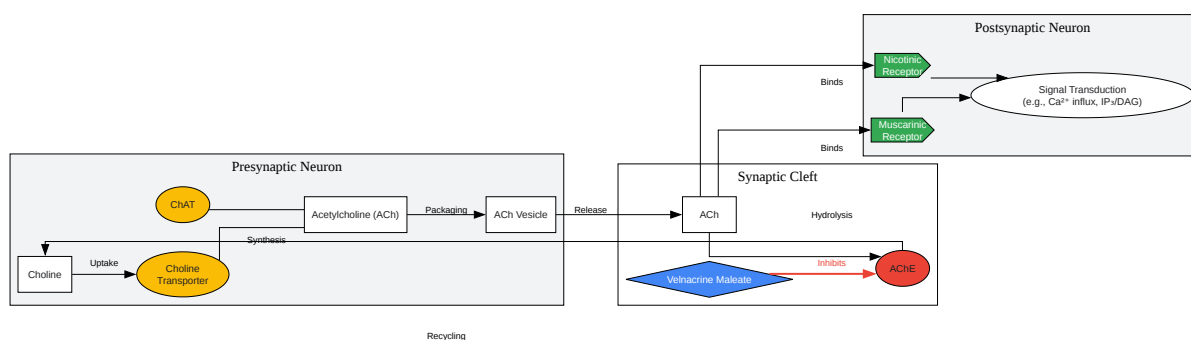 Postsynaptic Neuron
Nicotinic
Receptor
Binds
Signal Transduction
(e.g., Ca²⁺ influx, IP₃/DAG)
Muscarinic
Receptor
Binds
Presynaptic Neuron
Synaptic Cleft
ChAT
Acetylcholine (ACh)
Packaging
ACh Vesicle
Release
ACh
Hydrolysis
Synthesis
Choline
Uptake
Choline
Transporter
Velnacrine Maleate
Inhibits
AChE
Recycling